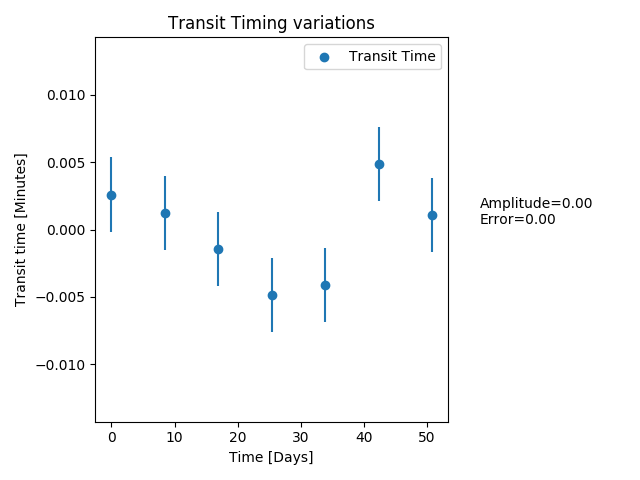 Transit Timing variations
Transit Time
0.010
0.005
0.000
−0.005
−0.010
Transit time [Minutes]
0
10
20
30
40
50
Time [Days]
Amplitude=0.00
Error=0.00